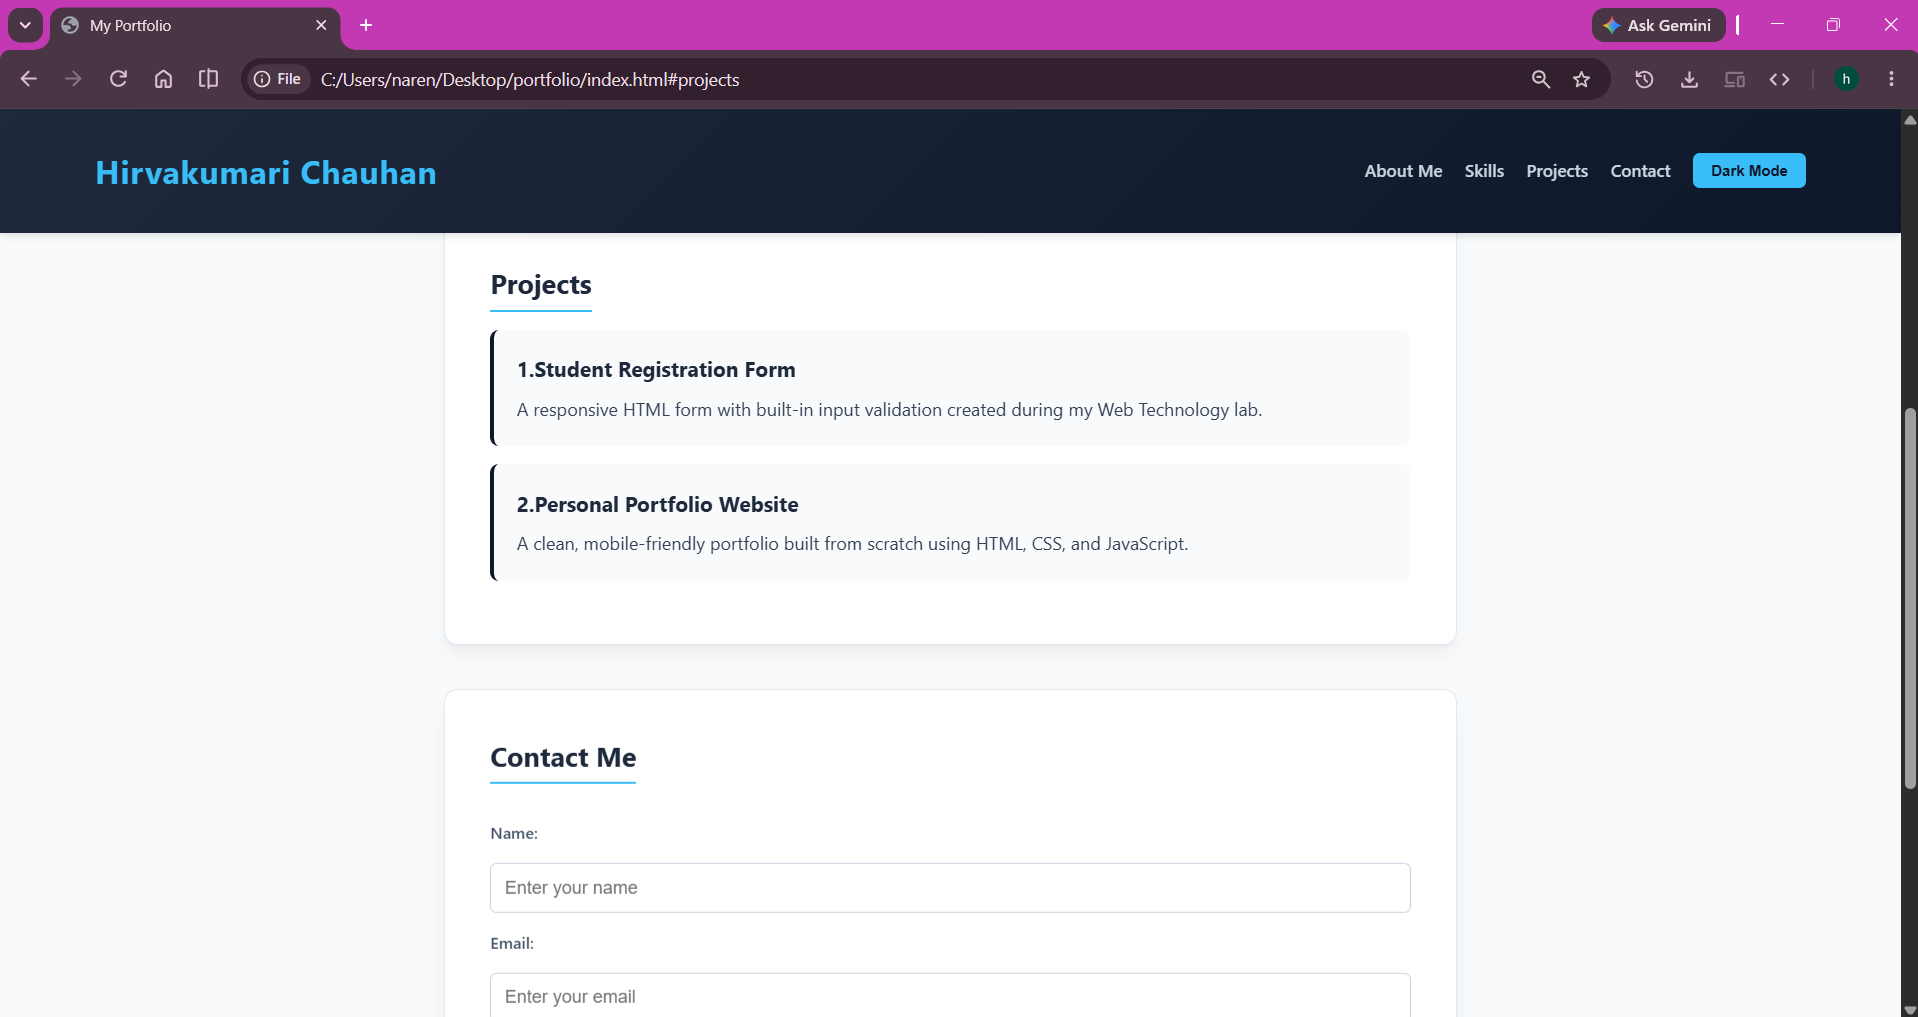 My Portfolio
Ask Gemini
File
C:/Users/naren/Desktop/portfolio/index.html#projects
h
Hirvakumari Chauhan
About Me
Skills
Projects
Contact
Dark Mode
Projects
1.Student Registration Form
A responsive HTML form with built-in input validation created during my Web Technology lab.
2.Personal Portfolio Website
A clean, mobile-friendly portfolio built from scratch using HTML, CSS, and JavaScript.
Contact Me
Name:
Enter your name
Email:
Enter your email